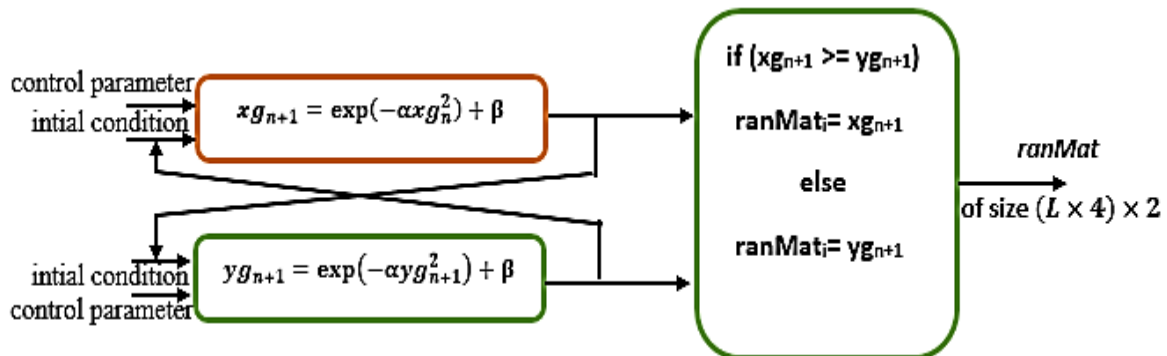 control parameter
intial condition
xgₙ₊₁ = exp(−αxgₙ²) + β
intial condition
control parameter
ygₙ₊₁ = exp(−αygₙ₊₁²) + β
if (xgₙ₊₁ >= ygₙ₊₁)
ranMatᵢ= xgₙ₊₁
else
ranMatᵢ= ygₙ₊₁
ranMat
of size (L × 4) × 2